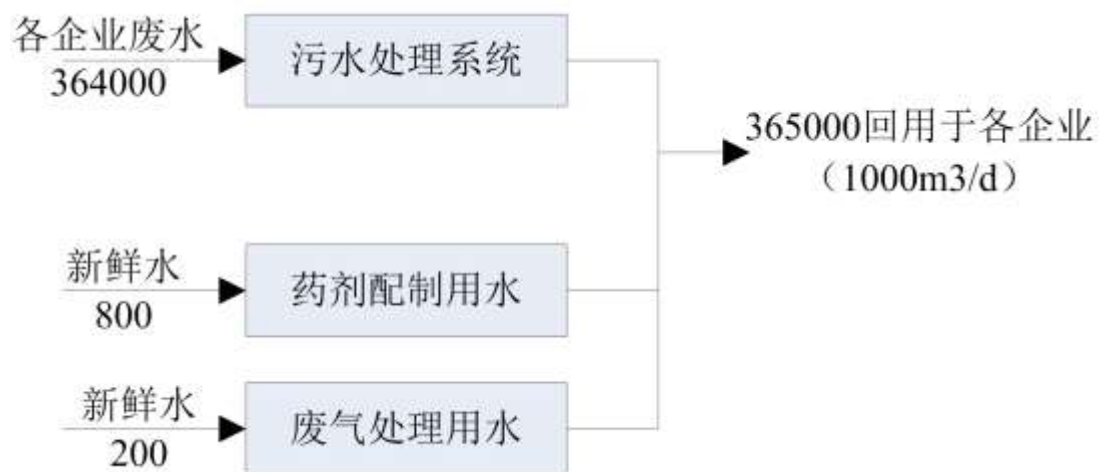 各企业废水
364000
污水处理系统
365000回用于各企业
（1000m3/d）
新鲜水
800
药剂配制用水
新鲜水
200
废气处理用水